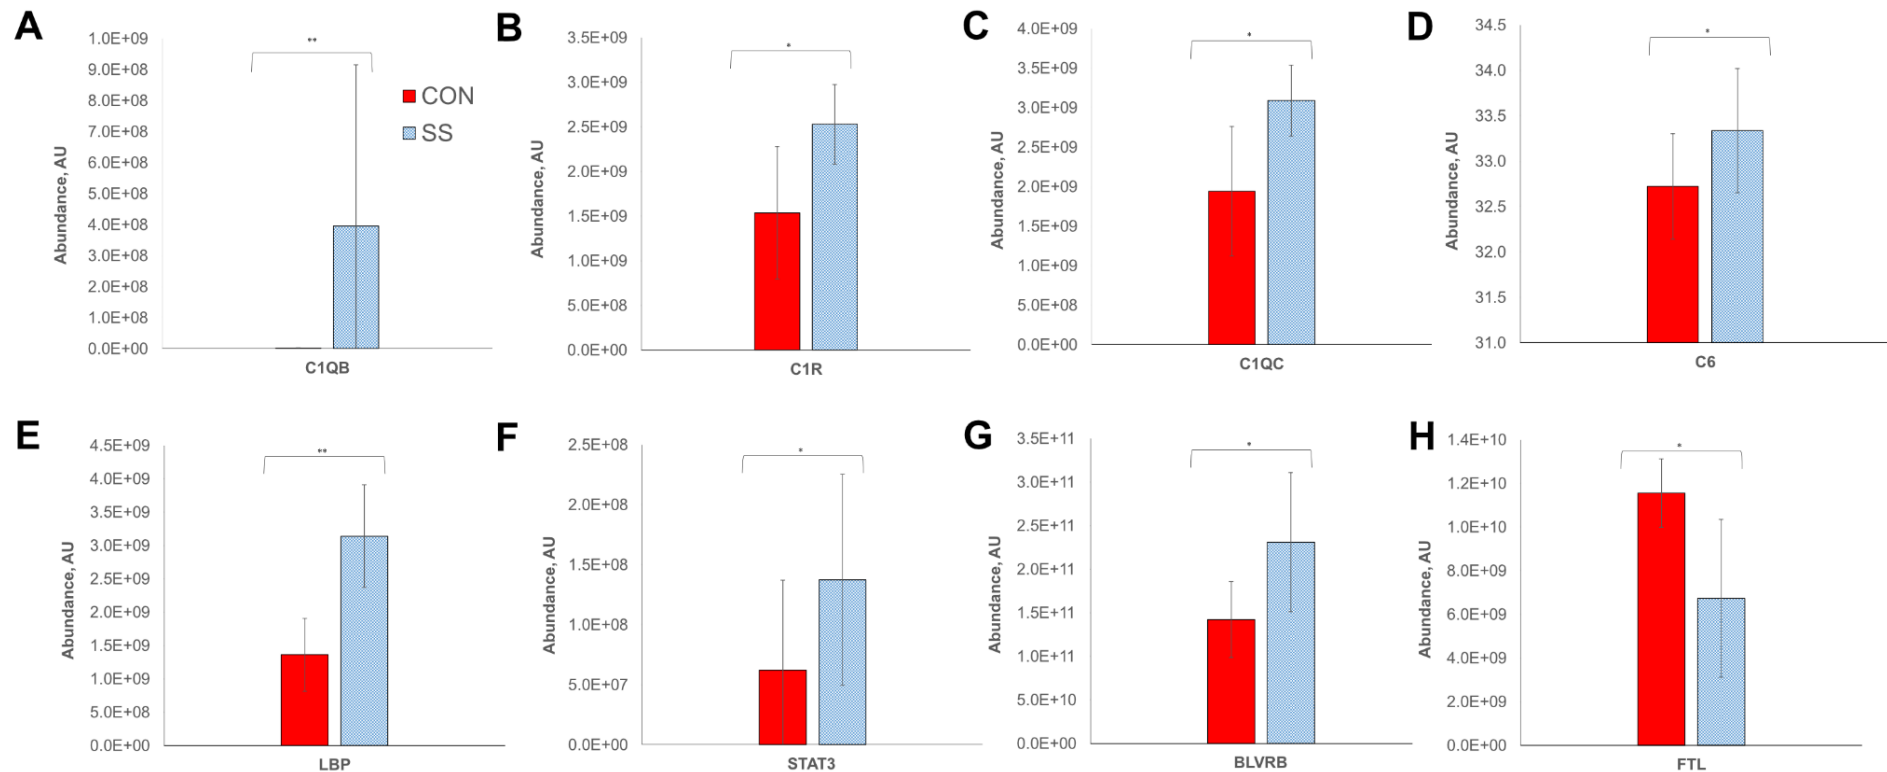 A
1.0E+09
9.0E+08
8.0E+08
7.0E+08
6.0E+08
5.0E+08
4.0E+08
3.0E+08
2.0E+08
1.0E+08
0.0E+00
Abundance, AU
**
CON
SS
C1QB
B
3.5E+09
3.0E+09
2.5E+09
2.0E+09
1.5E+09
1.0E+09
5.0E+08
0.0E+00
Abundance, AU
*
C1R
C
4.0E+09
3.5E+09
3.0E+09
2.5E+09
2.0E+09
1.5E+09
1.0E+09
5.0E+08
0.0E+00
Abundance, AU
*
C1QC
D
34.5
34.0
33.5
33.0
32.5
32.0
31.5
31.0
Abundance, AU
*
C6
E
4.5E+09
4.0E+09
3.5E+09
3.0E+09
2.5E+09
2.0E+09
1.5E+09
1.0E+09
5.0E+08
0.0E+00
Abundance, AU
**
LBP
F
2.5E+08
2.0E+08
1.5E+08
1.0E+08
5.0E+07
0.0E+00
Abundance, AU
*
STAT3
G
3.5E+11
3.0E+11
2.5E+11
2.0E+11
1.5E+11
1.0E+11
5.0E+10
0.0E+00
Abundance, AU
*
BLVRB
H
1.4E+10
1.2E+10
1.0E+10
8.0E+09
6.0E+09
4.0E+09
2.0E+09
0.0E+00
Abundance, AU
*
FTL